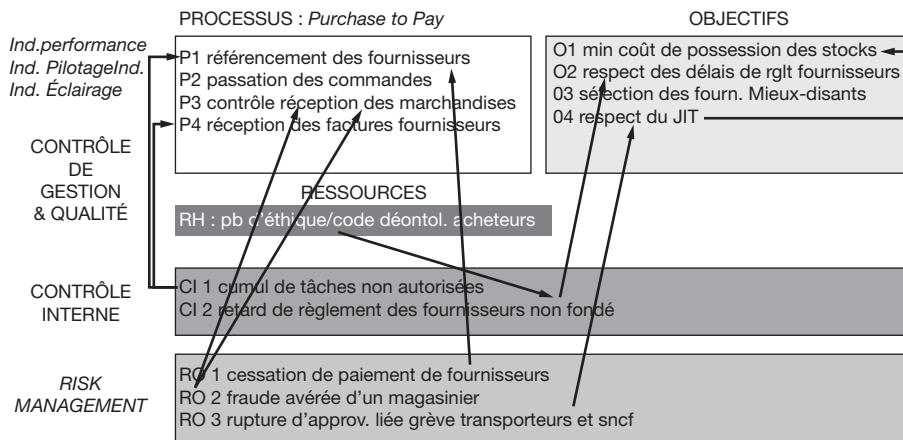 PROCESSUS : Purchase to Pay
OBJECTIFS
Ind.performance
Ind. PilotageInd.
Ind. Éclairage
P1 référencement des fournisseurs
P2 passation des commandes
P3 contrôle réception des marchandises
P4 réception des factures fournisseurs
O1 min coût de possession des stocks
O2 respect des délais de rglt fournisseurs
03 sélection des fourn. Mieux-disants
04 respect du JIT
CONTRÔLE
DE
GESTION
& QUALITÉ
RESSOURCES
RH : pb d'éthique/code déontol. acheteurs
CONTRÔLE
INTERNE
CI 1 cumul de tâches non autorisées
CI 2 retard de règlement des fournisseurs non fondé
RISK
MANAGEMENT
RO 1 cessation de paiement de fournisseurs
RO 2 fraude avérée d'un magasinier
RO 3 rupture d'approv. liée grève transporteurs et sncf